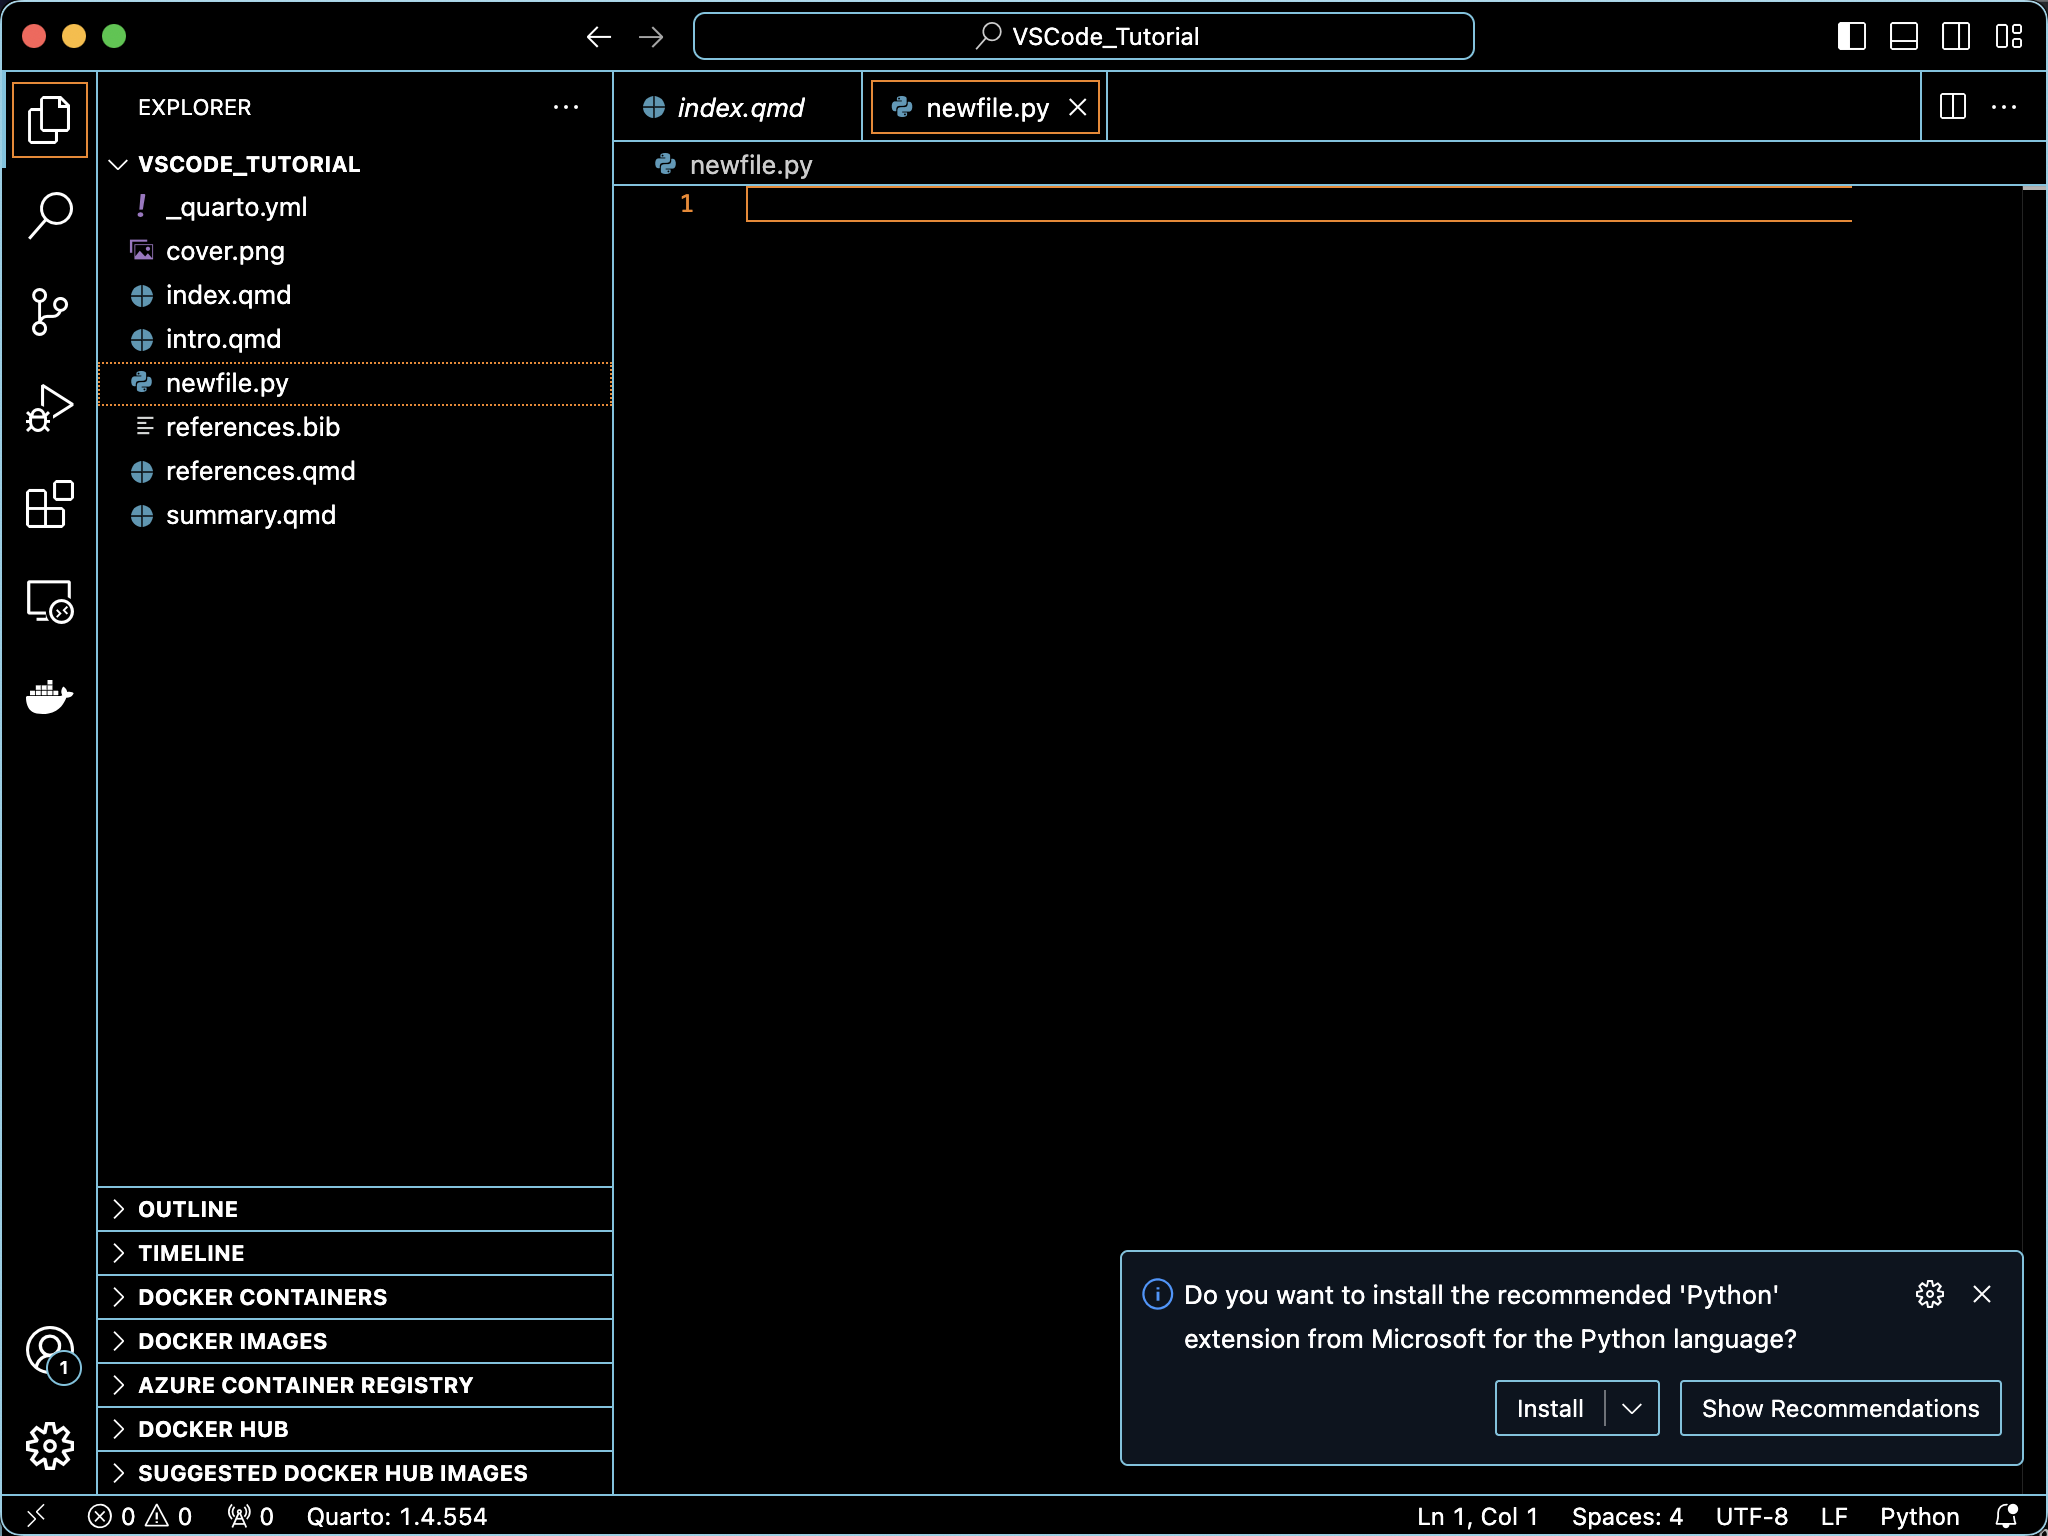 VSCode_Tutorial
EXPLORER
VSCODE_TUTORIAL
_quarto.yml
cover.png
index.qmd
intro.qmd
newfile.py
references.bib
references.qmd
summary.qmd
OUTLINE
TIMELINE
DOCKER CONTAINERS
DOCKER IMAGES
AZURE CONTAINER REGISTRY
DOCKER HUB
SUGGESTED DOCKER HUB IMAGES
1
index.qmd
newfile.py
newfile.py
1
Do you want to install the recommended 'Python'
extension from Microsoft for the Python language?
Install
Show Recommendations
0 0 0 Quarto: 1.4.554
Ln 1, Col 1 Spaces: 4 UTF-8 LF Python